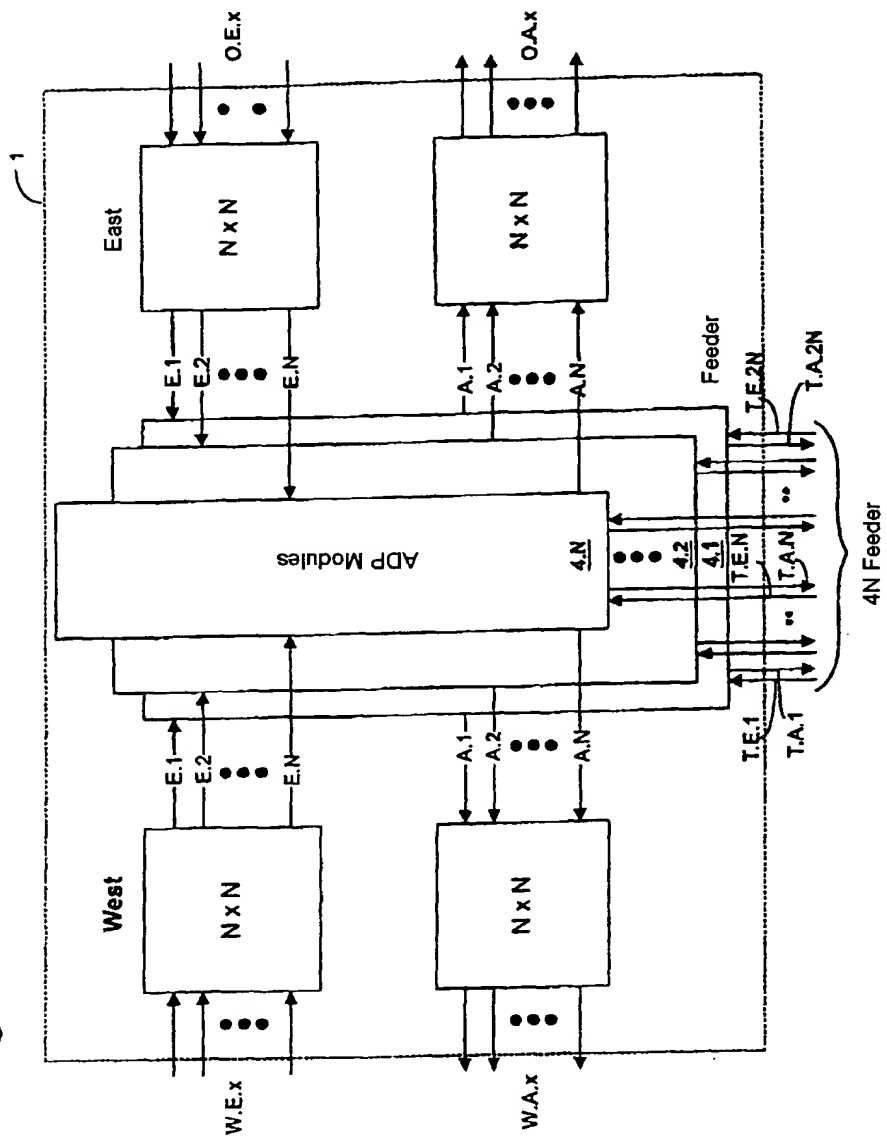 1
West
East
N x N
N x N
W.E.x
O.E.x
E.1
E.2
E.N
E.1
E.2
E.N
ADP Modules
N x N
N x N
W.A.x
O.A.x
A.1
A.2
A.N
A.1
A.2
A.N
4.N
4.2
4.1
Feeder
T.E.1
T.A.1
T.E.N
T.A.N
T.E.2N
T.A.2N
4N Feeder